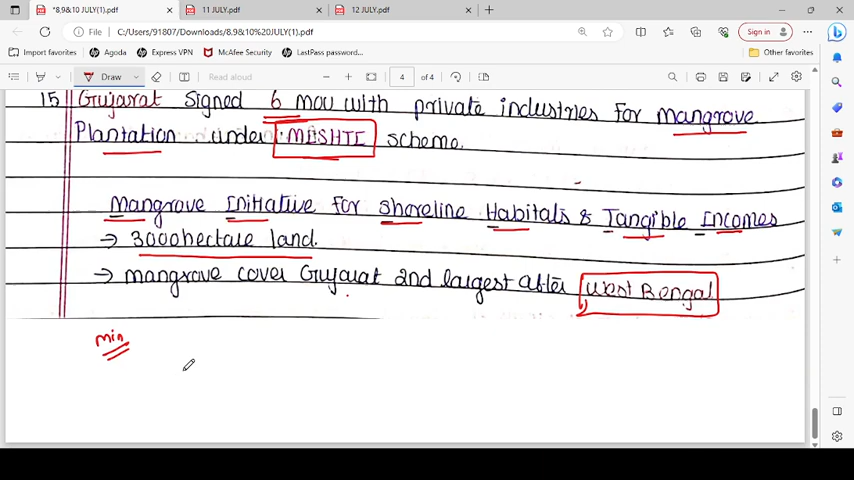 *8,9&10 JULY(1).pdf
11 JULY.pdf
12 JULY.pdf
File
C:/Users/91807/Downloads/8,9&10%20JULY(1).pdf
Sign in
Import favorites
Agoda
Express VPN
McAfee Security
LastPass password...
Other favorites
Draw
Read aloud
4 of 4
15 Gujarat Signed 6 MOU with private industries for mangrove
Plantation under MISHTI scheme.
Mangrove Initiative for shoreline Habitals & Tangible Incomes
→ 3000hectare land.
→ mangrove cover Gujarat 2nd largest after West Bengal
min